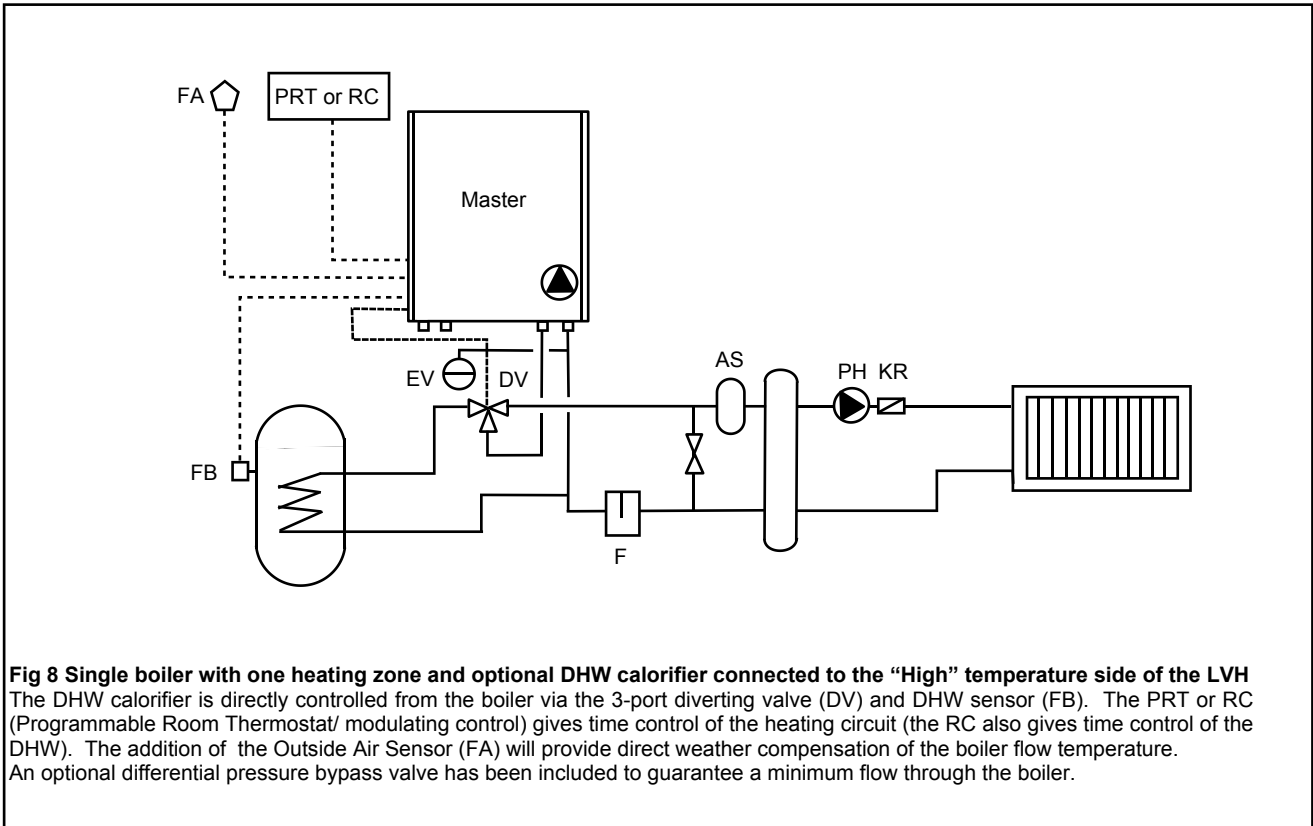 FA
PRT or RC
Master
AS
PH KR
EV
DV
FB
F
Fig 8 Single boiler with one heating zone and optional DHW calorifier connected to the “High” temperature side of the LVH
The DHW calorifier is directly controlled from the boiler via the 3-port diverting valve (DV) and DHW sensor (FB). The PRT or RC
(Programmable Room Thermostat/ modulating control) gives time control of the heating circuit (the RC also gives time control of the
DHW). The addition of the Outside Air Sensor (FA) will provide direct weather compensation of the boiler flow temperature.
An optional differential pressure bypass valve has been included to guarantee a minimum flow through the boiler.